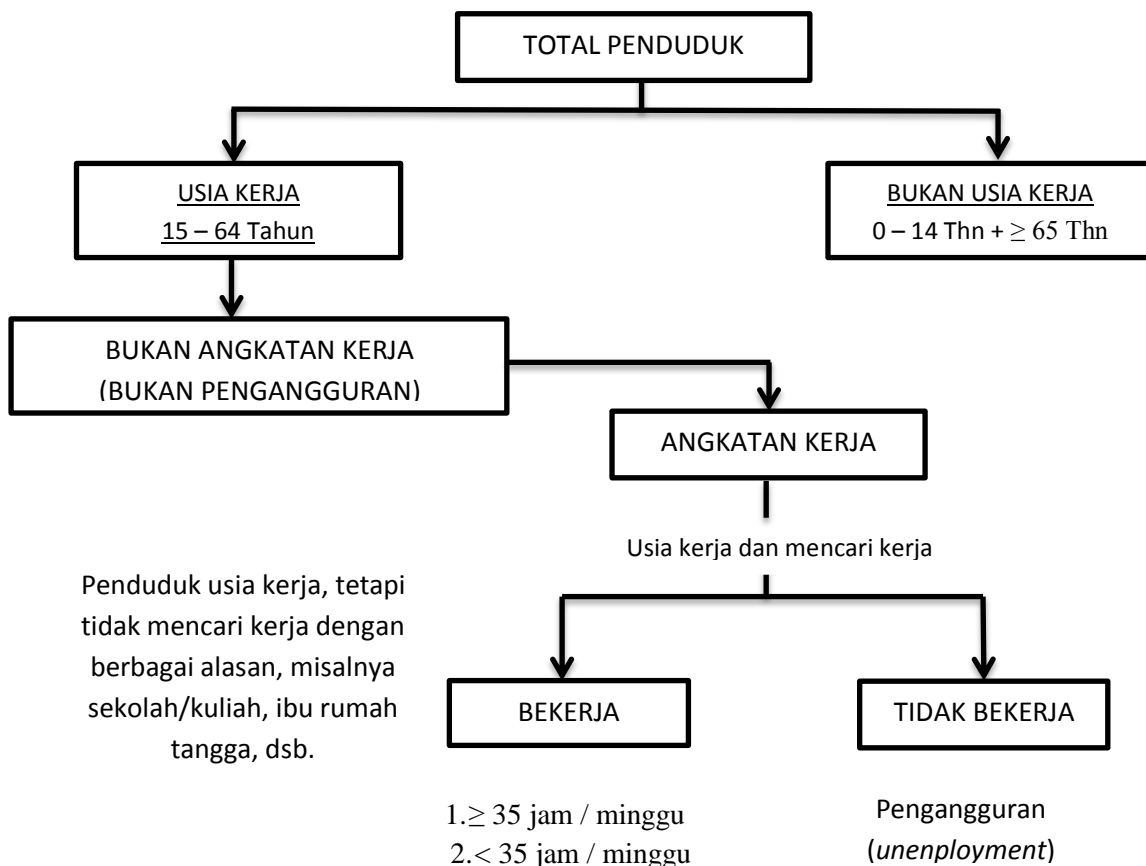 TOTAL PENDUDUK
USIA KERJA
15 – 64 Tahun
BUKAN USIA KERJA
0 – 14 Thn + ≥ 65 Thn
BUKAN ANGKATAN KERJA
(BUKAN PENGANGGURAN)
ANGKATAN KERJA
Usia kerja dan mencari kerja
Penduduk usia kerja, tetapi
tidak mencari kerja dengan
berbagai alasan, misalnya
sekolah/kuliah, ibu rumah
tangga, dsb.
BEKERJA
TIDAK BEKERJA
1.≥ 35 jam / minggu
2.< 35 jam / minggu
Pengangguran
(unenployment)